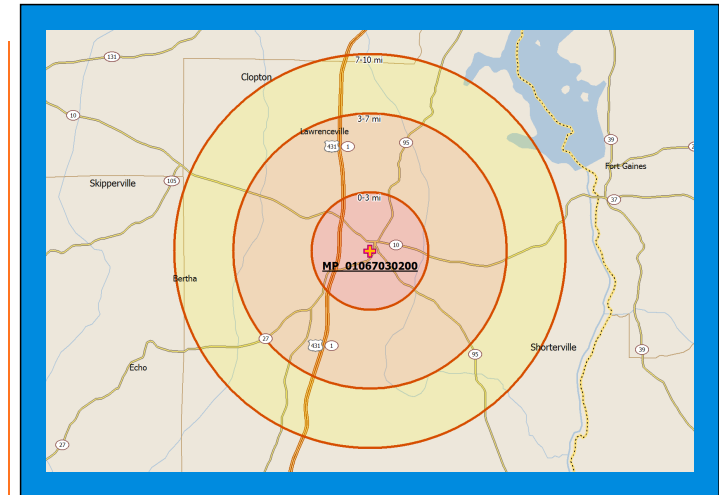 131
7-10 mi
Clopton
10
3-7 mi
Lawrenceville
431
1
95
39
Fort Gaines
Skipperville
105
0-3 mi
37
10
MP_01067030200
Bertha
27
431
1
Shorterville
39
95
Echo
27